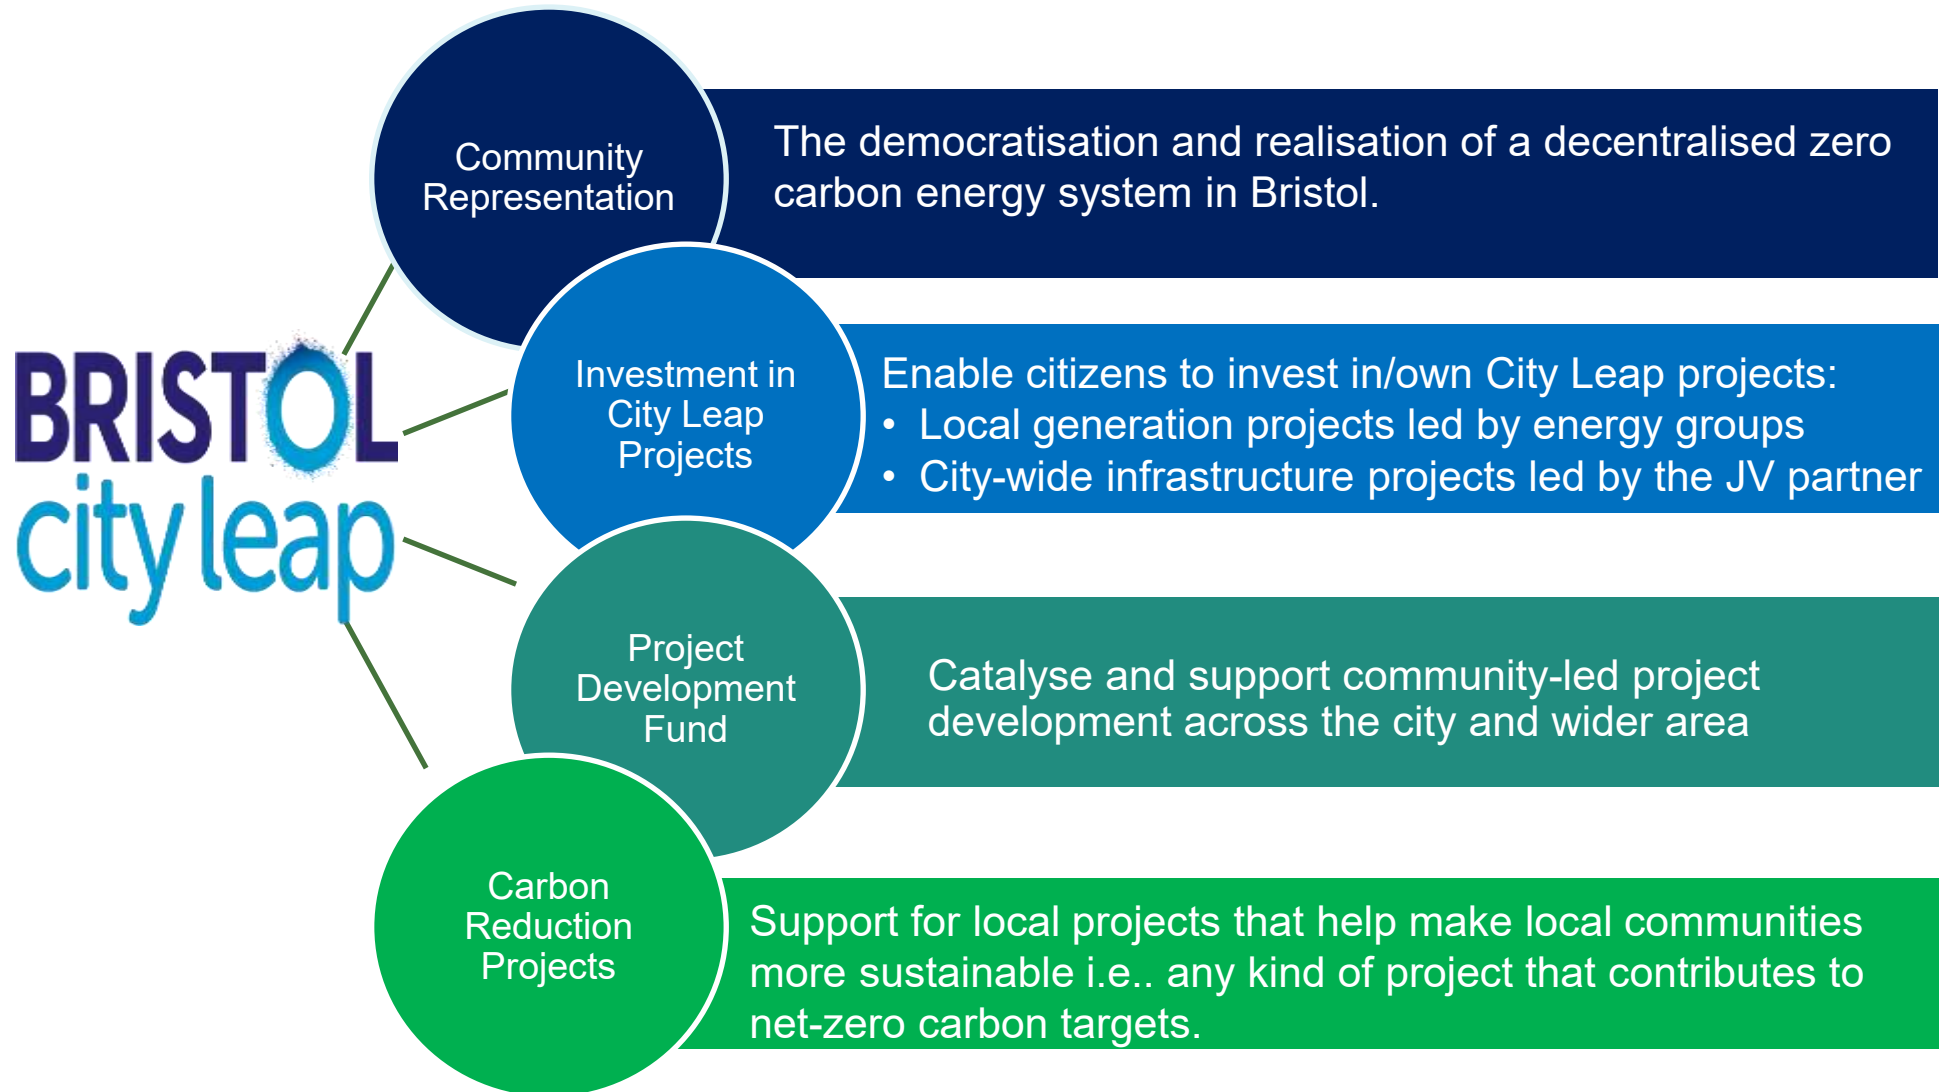 BRISTOL
city leap
Community
Representation
The democratisation and realisation of a decentralised zero
carbon energy system in Bristol.
Investment in
City Leap
Projects
Enable citizens to invest in/own City Leap projects:
• Local generation projects led by energy groups
• City-wide infrastructure projects led by the JV partner
Project
Development
Fund
Catalyse and support community-led project
development across the city and wider area
Carbon
Reduction
Projects
Support for local projects that help make local communities
more sustainable i.e.. any kind of project that contributes to
net-zero carbon targets.